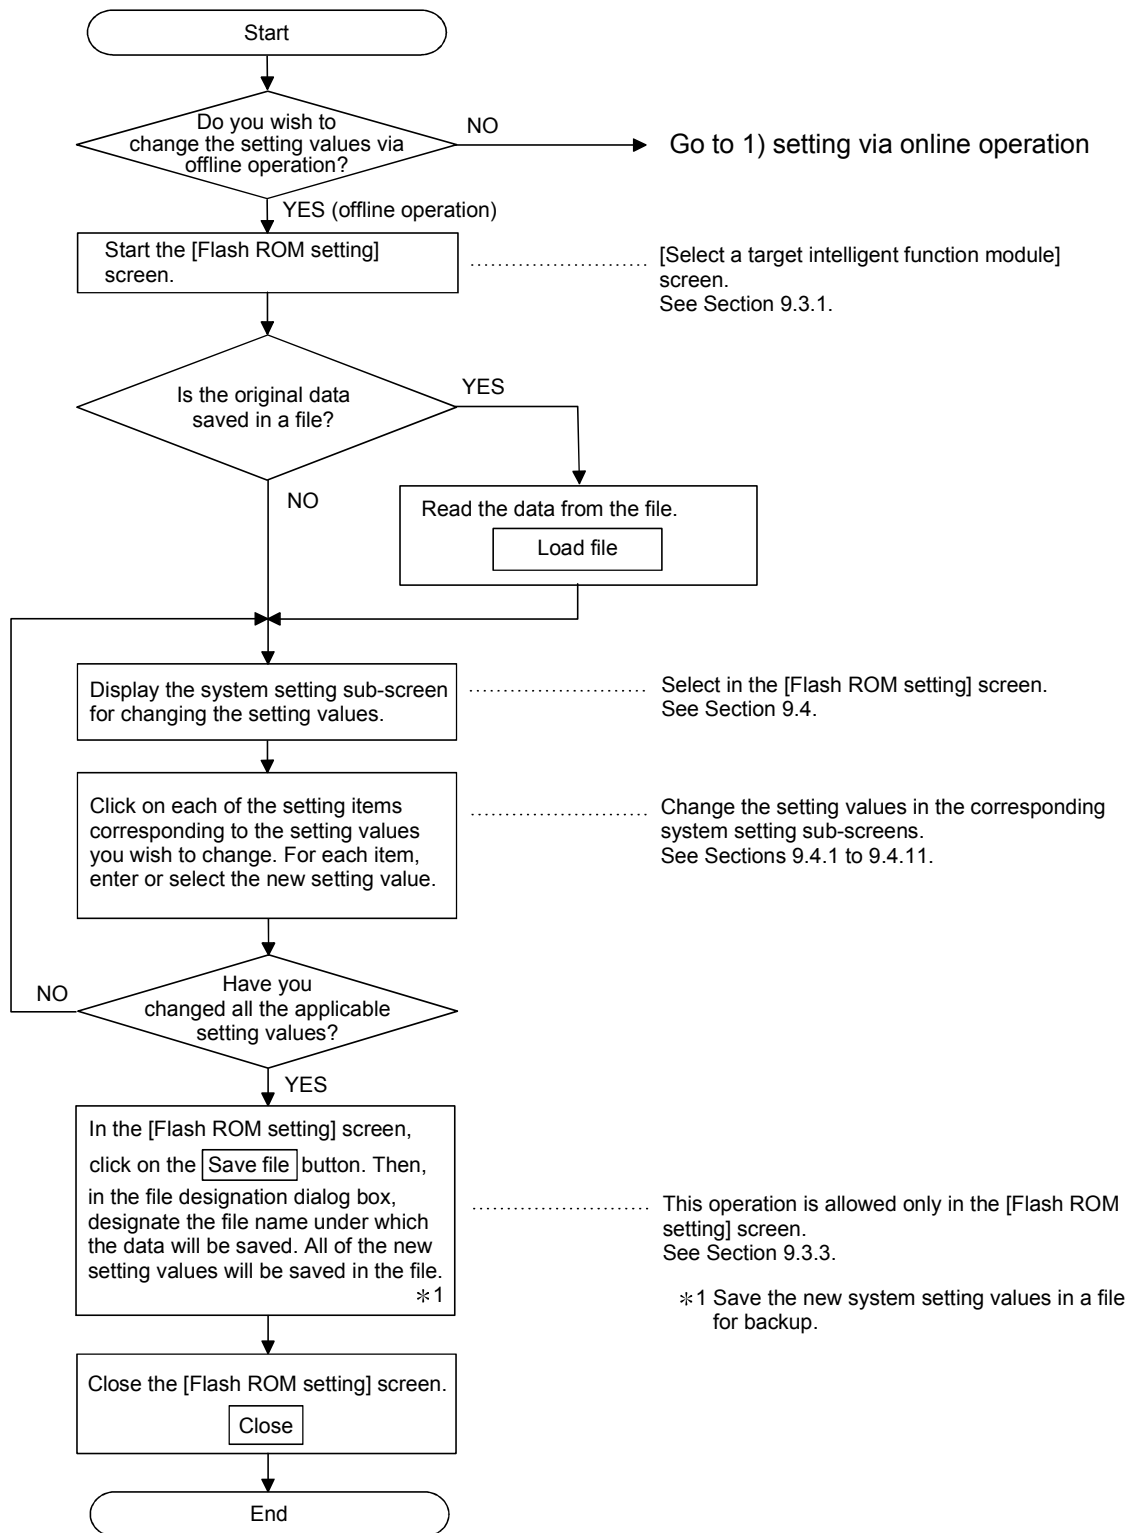 Start
Do you wish to
change the setting values via
offline operation?
NO
Go to 1) setting via online operation
YES (offline operation)
Start the [Flash ROM setting]
screen.
[Select a target intelligent function module]
screen.
See Section 9.3.1.
Is the original data
saved in a file?
YES
NO
Read the data from the file.
Load file
Display the system setting sub-screen
for changing the setting values.
Select in the [Flash ROM setting] screen.
See Section 9.4.
Click on each of the setting items
corresponding to the setting values
you wish to change. For each item,
enter or select the new setting value.
Change the setting values in the corresponding
system setting sub-screens.
See Sections 9.4.1 to 9.4.11.
Have you
changed all the applicable
setting values?
NO
YES
In the [Flash ROM setting] screen,
click on the Save file button. Then,
in the file designation dialog box,
designate the file name under which
the data will be saved. All of the new
setting values will be saved in the file.
*1
This operation is allowed only in the [Flash ROM
setting] screen.
See Section 9.3.3.
*1 Save the new system setting values in a file
for backup.
Close the [Flash ROM setting] screen.
Close
End